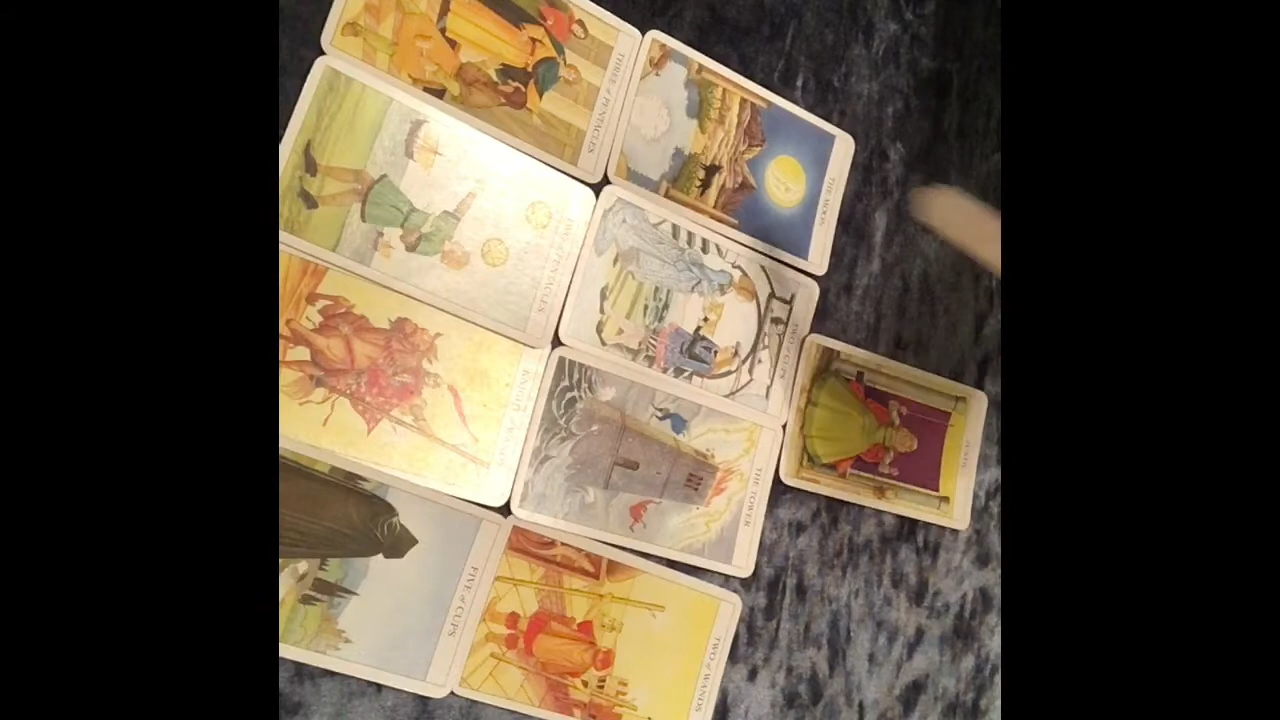 THREE of PENTACLES
THE MOON
TWO of PENTACLES
TWO of CUPS
JUSTICE
KNIGHT of WANDS
THE TOWER
FIVE of CUPS
TWO of WANDS